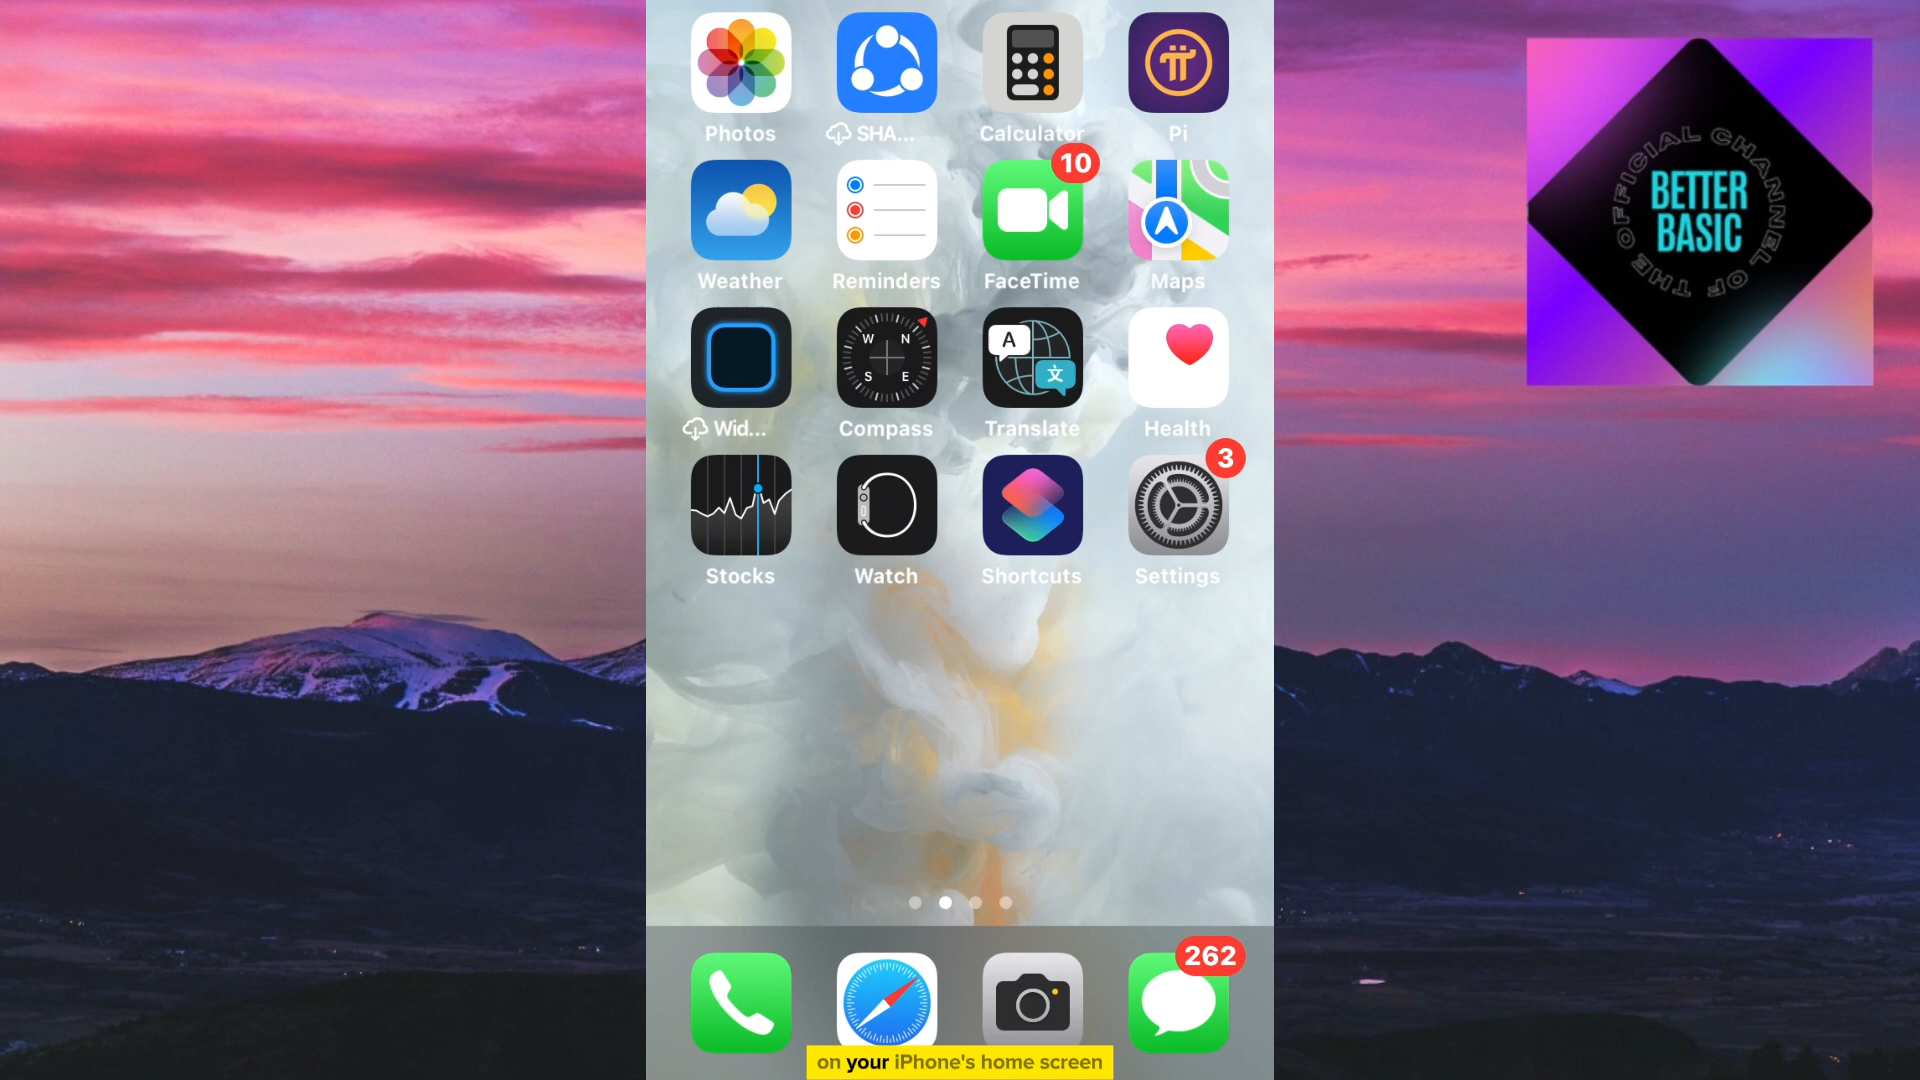 Photos
SHA...
Calculator
Pi
10
Weather
Reminders
FaceTime
Maps
W N
S E
A
文
Wid...
Compass
Translate
Health
3
Stocks
Watch
Shortcuts
Settings
262
on your iPhone's home screen
OFFICIAL CHANNEL OF THE
BETTER
BASIC